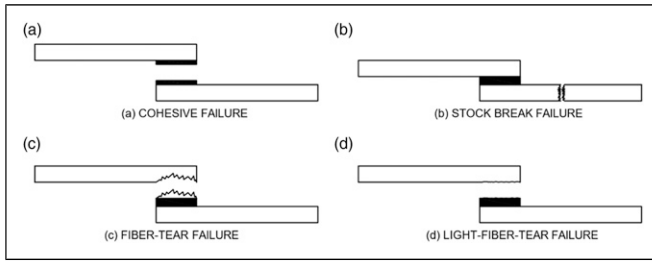 (a)
(b)
(a) COHESIVE FAILURE
(b) STOCK BREAK FAILURE
(c)
(d)
(c) FIBER-TEAR FAILURE
(d) LIGHT-FIBER-TEAR FAILURE